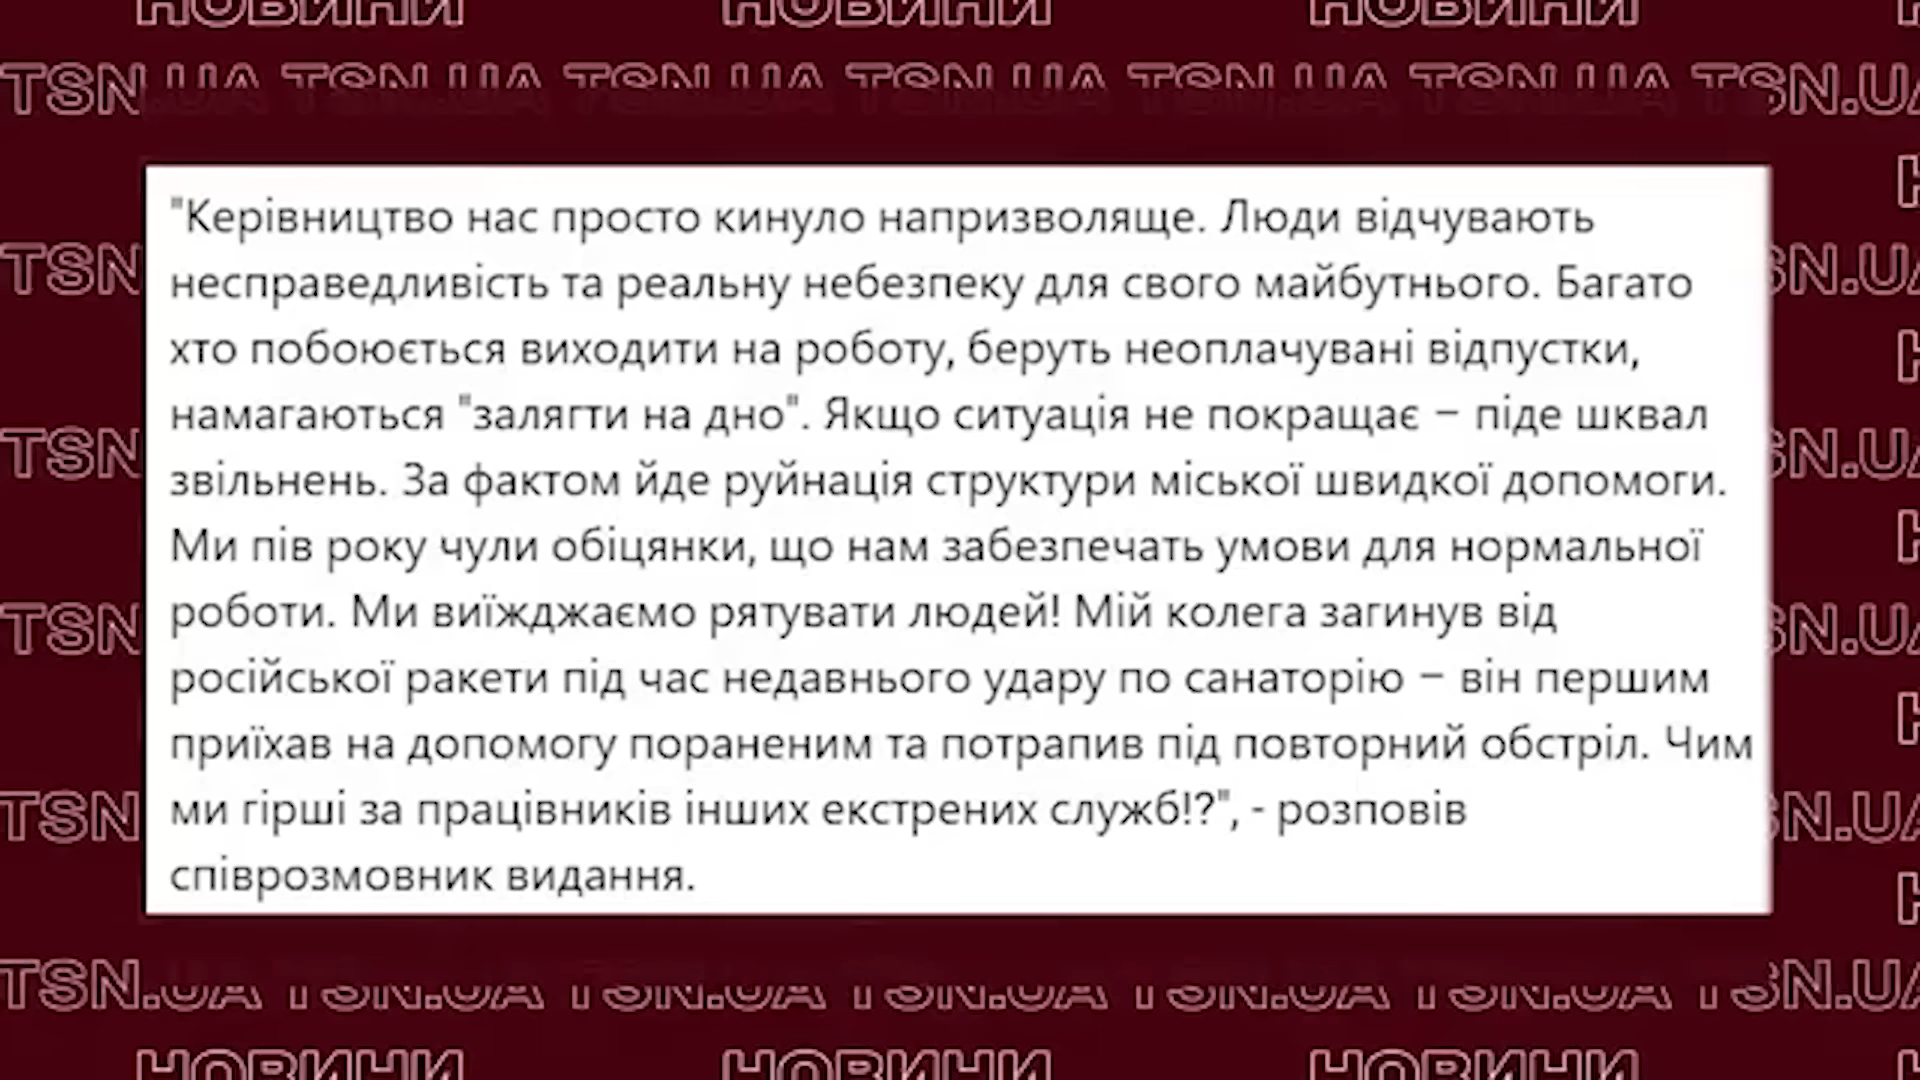 НОВИНИ НОВИНИ НОВИНИ
TSN.UA TSN.UA TSN.UA TSN.UA TSN.UA TSN.UA TSN.UA
"Керівництво нас просто кинуло напризволяще. Люди відчувають
несправедливість та реальну небезпеку для свого майбутнього. Багато
хто побоюється виходити на роботу, беруть неоплачувані відпустки,
намагаються "залягти на дно". Якщо ситуація не покращає – піде шквал
звільнень. За фактом йде руйнація структури міської швидкої допомоги.
Ми пів року чули обіцянки, що нам забезпечать умови для нормальної
роботи. Ми виїжджаємо рятувати людей! Мій колега загинув від
російської ракети під час недавнього удару по санаторію – він першим
приїхав на допомогу пораненим та потрапив під повторний обстріл. Чим
ми гірші за працівників інших екстрених служб!?", - розповів
співрозмовник видання.
TSN.UA TSN.UA TSN.UA TSN.UA TSN.UA TSN.UA TSN.UA
НОВИНИ НОВИНИ НОВИНИ